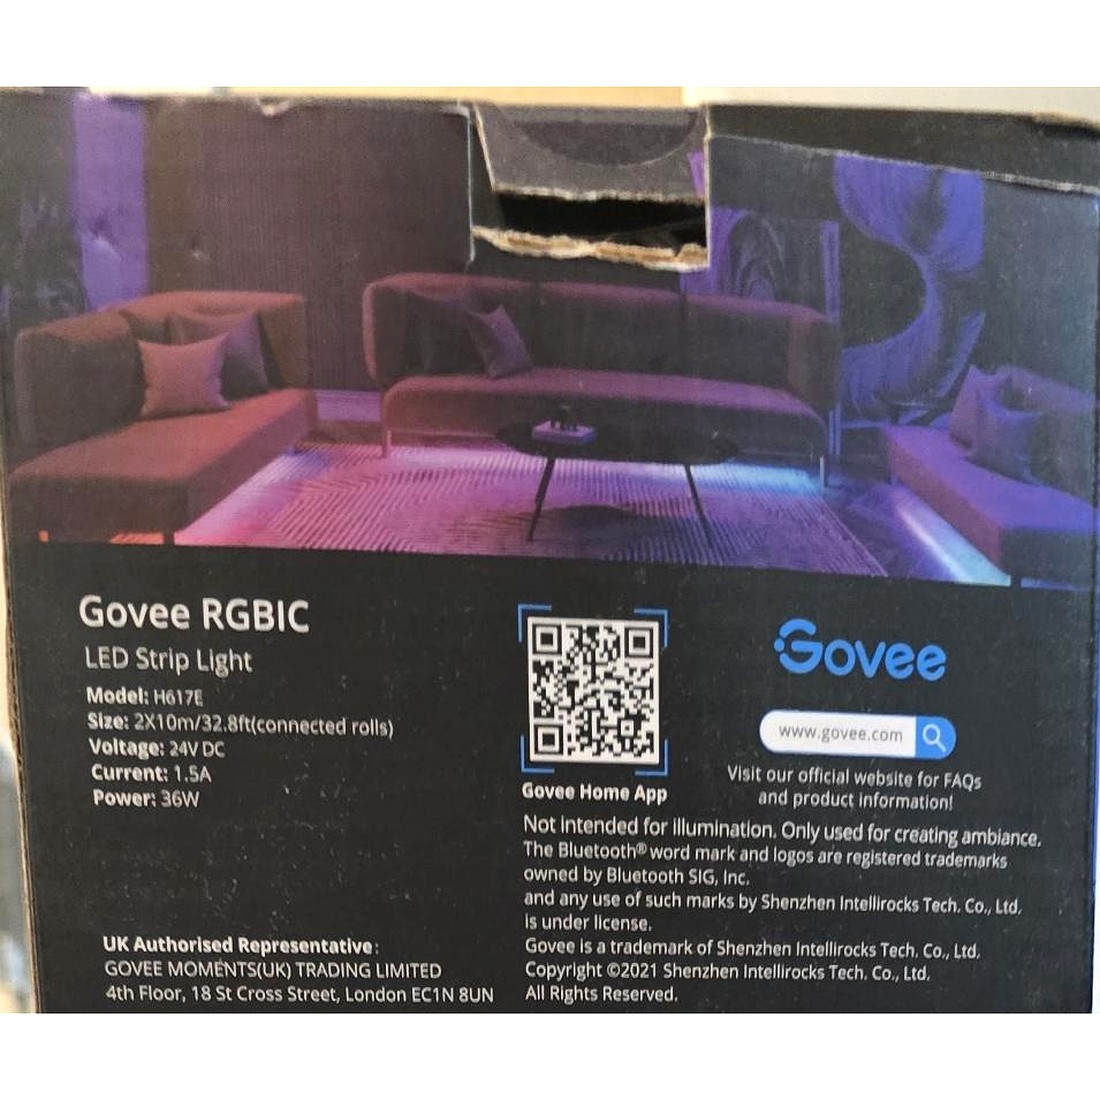 Govee RGBIC
LED Strip Light
Model: H617E
Size: 2X10m/32.8ft(connected rolls)
Voltage: 24V DC
Current: 1.5A
Power: 36W
UK Authorised Representative:
GOVEE MOMENTS(UK) TRADING LIMITED
4th Floor, 18 St Cross Street, London EC1N 8UN
Govee Home App
Govee
www.govee.com
Visit our official website for FAQs
and product information!
Not intended for illumination. Only used for creating ambiance.
The Bluetooth® word mark and logos are registered trademarks
owned by Bluetooth SIG, Inc.
and any use of such marks by Shenzhen Intellirocks Tech. Co., Ltd.
is under license.
Govee is a trademark of Shenzhen Intellirocks Tech. Co., Ltd.
Copyright ©2021 Shenzhen Intellirocks Tech. Co., Ltd.
All Rights Reserved.